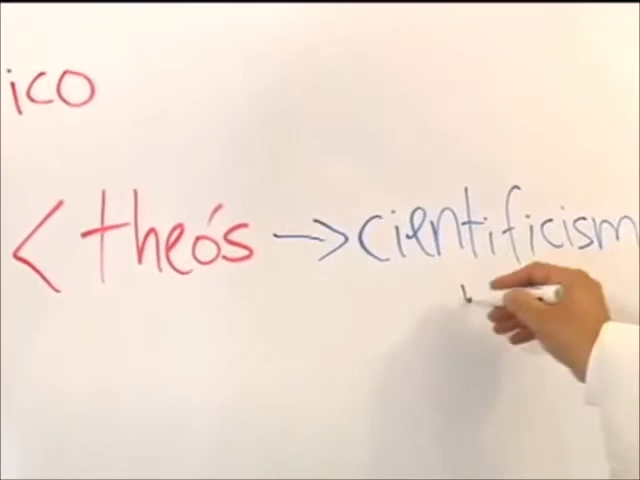 ico
< theós → cientificism